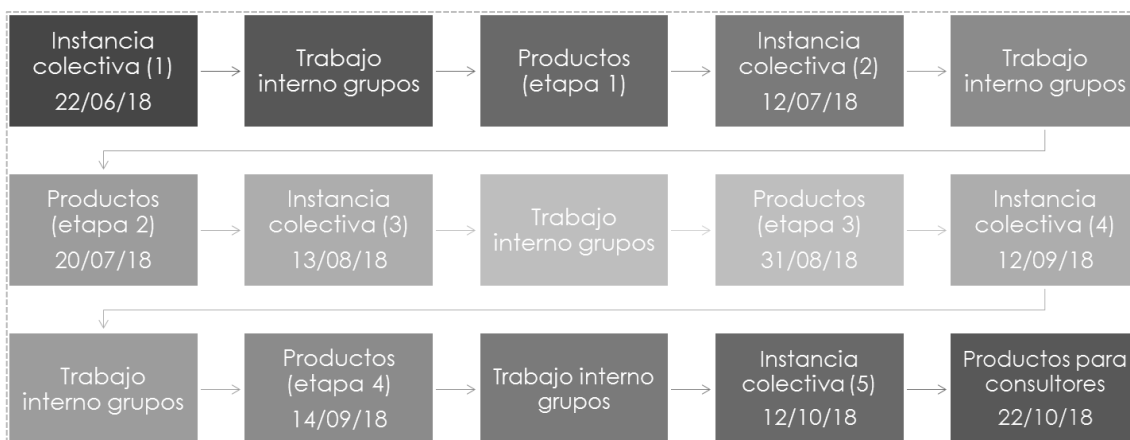 Instancia
colectiva (1)
22/06/18
Trabajo
interno grupos
Productos
(etapa 1)
Instancia
colectiva (2)
12/07/18
Trabajo
interno grupos
Productos
(etapa 2)
20/07/18
Instancia
colectiva (3)
13/08/18
Trabajo
interno grupos
Productos
(etapa 3)
31/08/18
Instancia
colectiva (4)
12/09/18
Trabajo
interno grupos
Productos
(etapa 4)
14/09/18
Trabajo interno
grupos
Instancia
colectiva (5)
12/10/18
Productos para
consultores
22/10/18